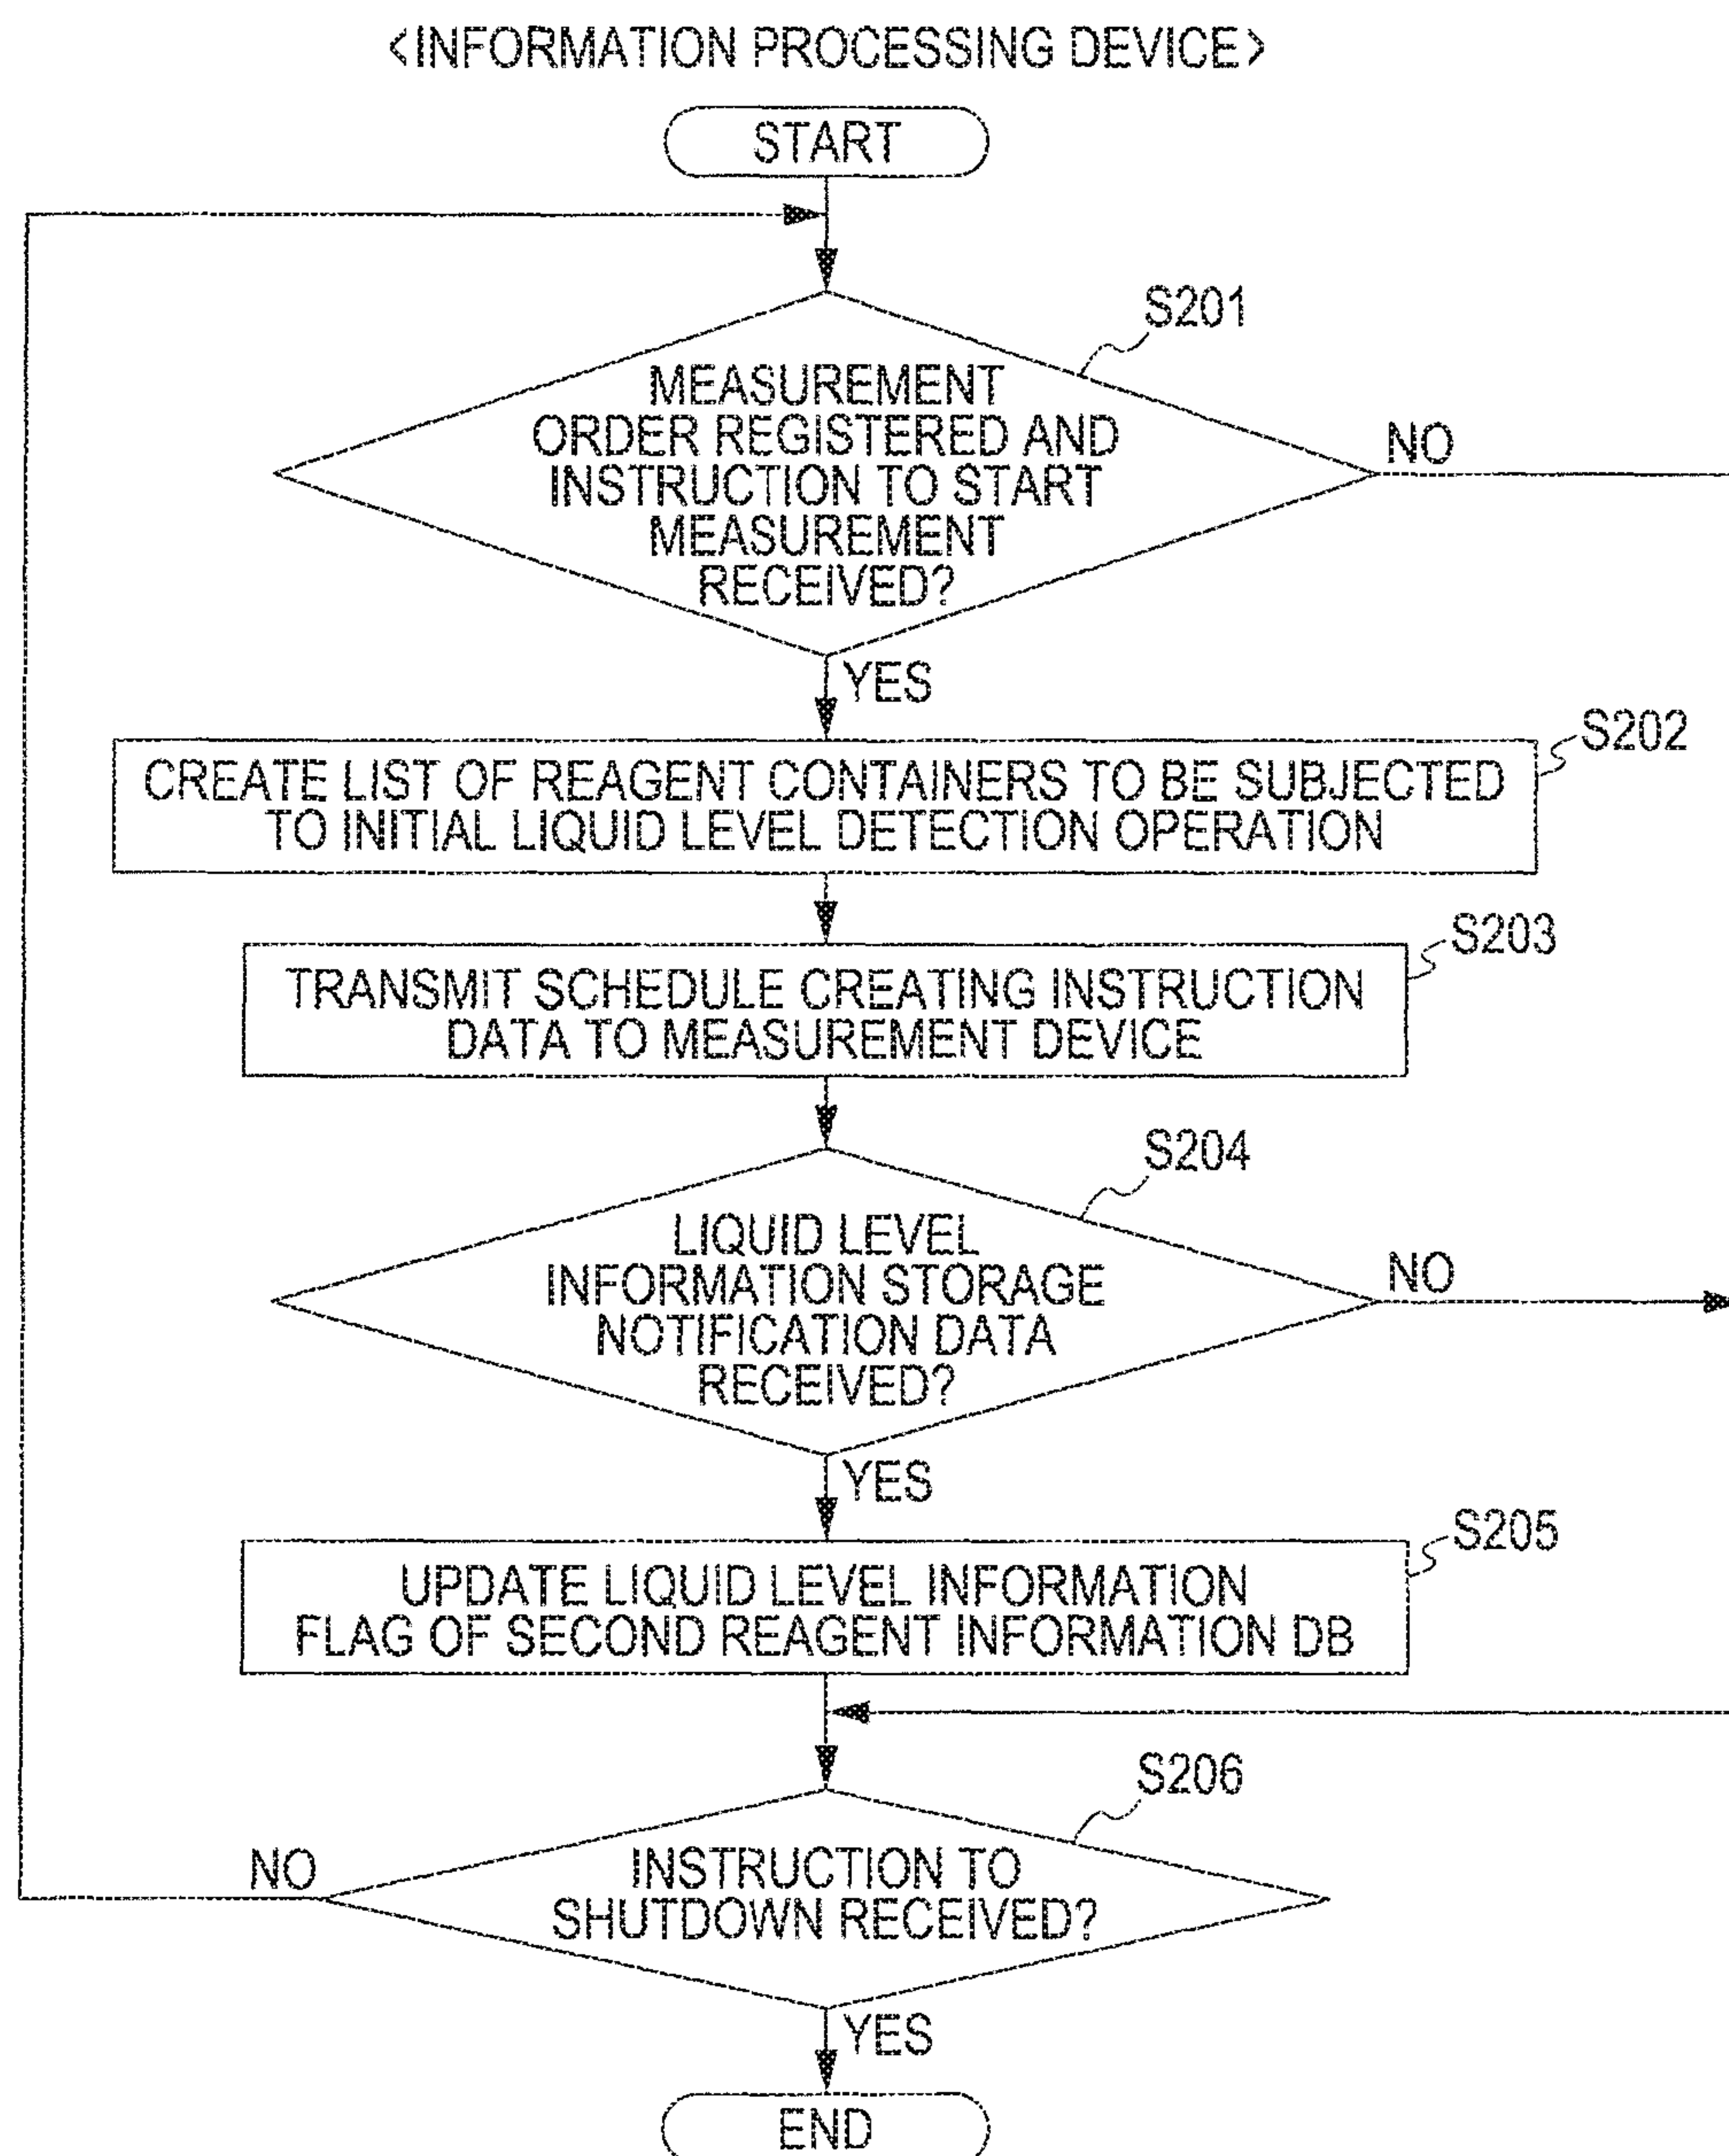 <INFORMATION PROCESSING DEVICE>
START
S201
MEASUREMENT
ORDER REGISTERED AND
INSTRUCTION TO START
MEASUREMENT
RECEIVED?
NO
YES
S202
CREATE LIST OF REAGENT CONTAINERS TO BE SUBJECTED
TO INITIAL LIQUID LEVEL DETECTION OPERATION
S203
TRANSMIT SCHEDULE CREATING INSTRUCTION
DATA TO MEASUREMENT DEVICE
S204
LIQUID LEVEL
INFORMATION STORAGE
NOTIFICATION DATA
RECEIVED?
NO
YES
S205
UPDATE LIQUID LEVEL INFORMATION
FLAG OF SECOND REAGENT INFORMATION DB
S206
INSTRUCTION TO
SHUTDOWN RECEIVED?
NO
YES
END